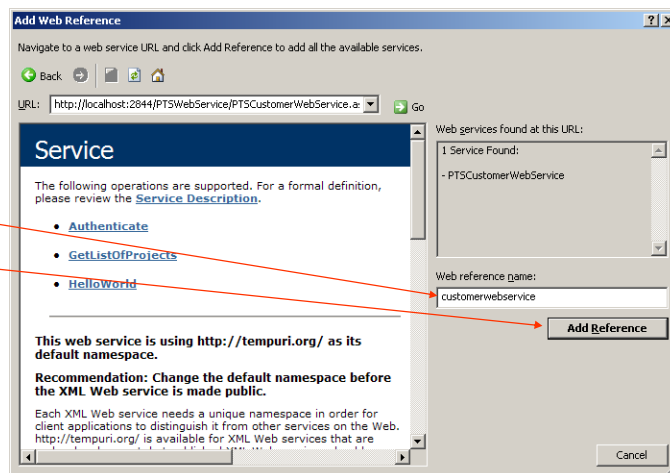 Add Web Reference
Navigate to a web service URL and click Add Reference to add all the available services.
Back
URL: http://localhost:2844/PTSWebService/PTSCustomerWebService.a Go
Service
The following operations are supported. For a formal definition,
please review the Service Description.
• Authenticate
• GetListOfProjects
• HelloWorld
This web service is using http://tempuri.org/ as its
default namespace.
Recommendation: Change the default namespace before
the XML Web service is made public.
Each XML Web service needs a unique namespace in order for
client applications to distinguish it from other services on the Web.
http://tempuri.org/ is available for XML Web services that are
Web services found at this URL:
1 Service Found:
- PTSCustomerWebService
Web reference name:
customerwebservice
Add Reference
Cancel